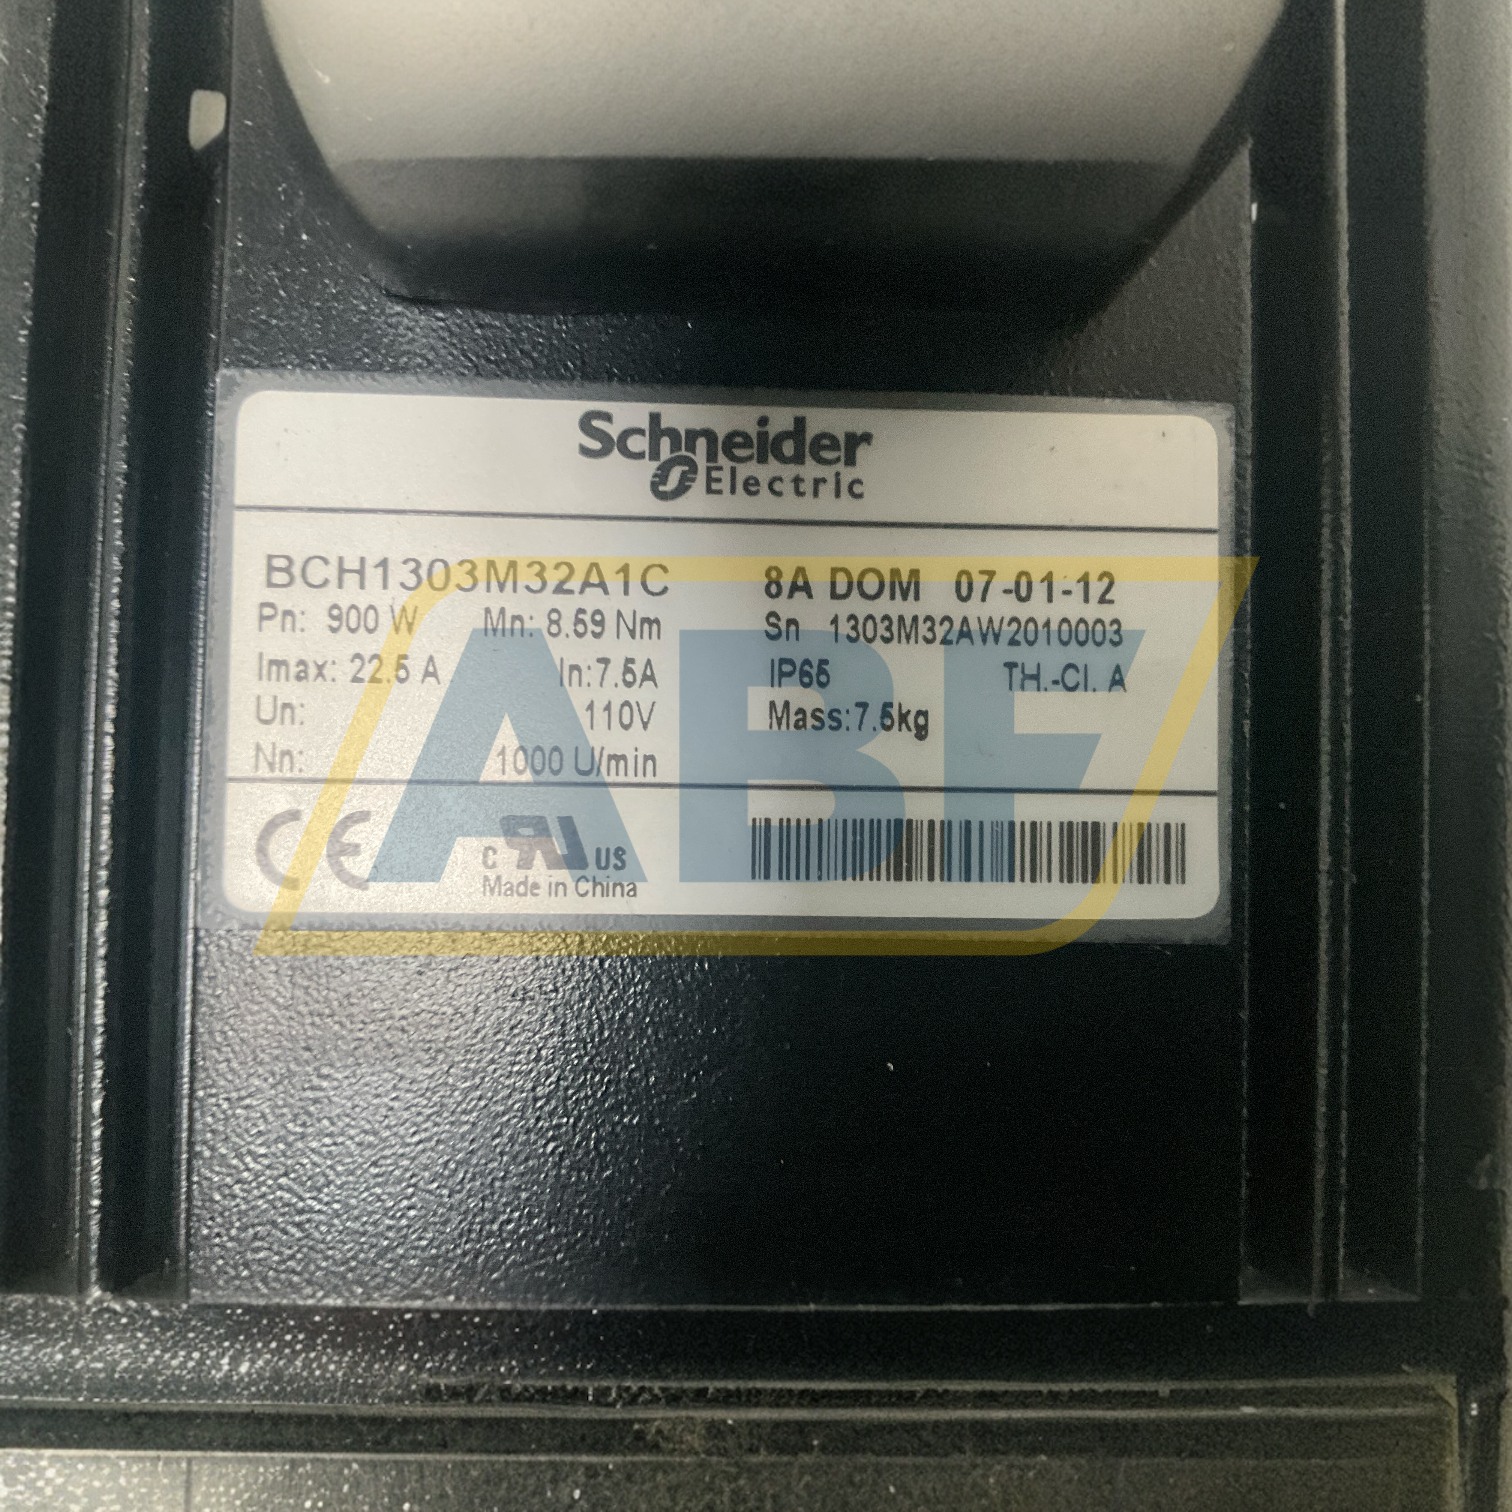 Schneider
Electric
BCH1303M32A1C 8A DOM 07-01-12
Pn: 900 W Mn: 8.59 Nm Sn 1303M32AW2010003
Imax: 22.5 A In:7.5A IP65 TH.-Cl. A
Un: 110V Mass:7.5kg
Nn: 1000 U/min
CE c RU US
Made in China
ABF